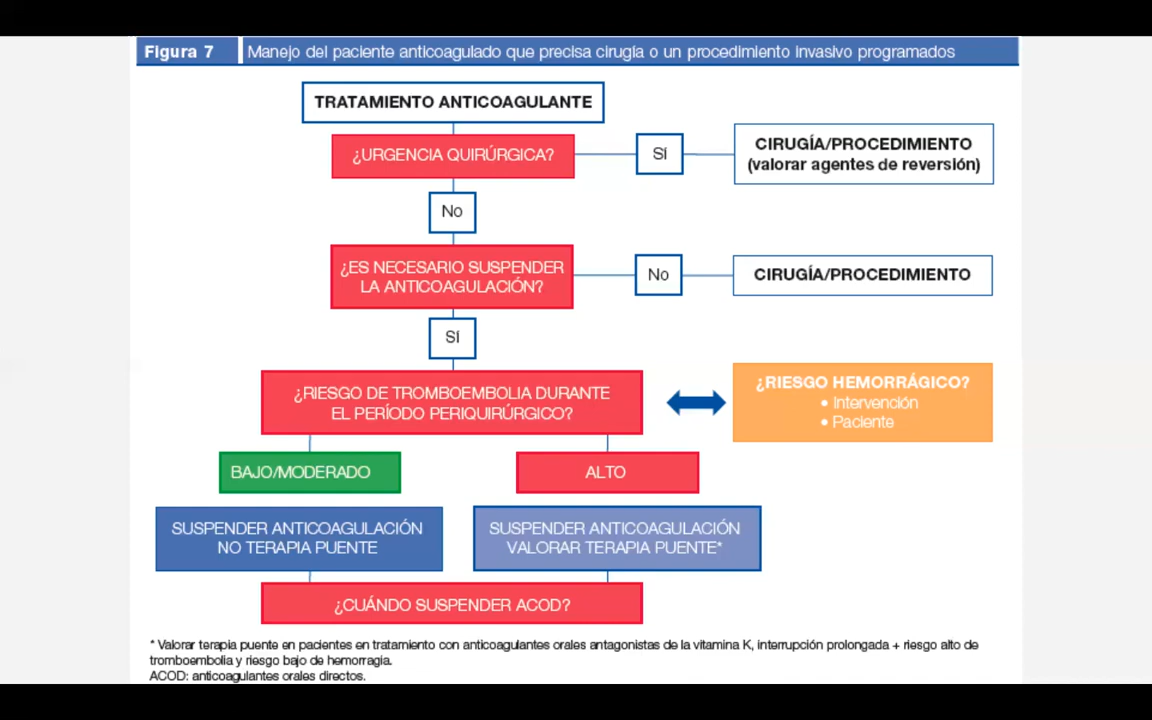 Figura 7
Manejo del paciente anticoagulado que precisa cirugía o un procedimiento invasivo programados
TRATAMIENTO ANTICOAGULANTE
¿URGENCIA QUIRÚRGICA?
Sí
CIRUGÍA/PROCEDIMIENTO
(valorar agentes de reversión)
No
¿ES NECESARIO SUSPENDER
LA ANTICOAGULACIÓN?
No
CIRUGÍA/PROCEDIMIENTO
Sí
¿RIESGO DE TROMBOEMBOLIA DURANTE
EL PERÍODO PERIQUIRÚRGICO?
¿RIESGO HEMORRÁGICO?
• Intervención
• Paciente
BAJO/MODERADO
ALTO
SUSPENDER ANTICOAGULACIÓN
NO TERAPIA PUENTE
SUSPENDER ANTICOAGULACIÓN
VALORAR TERAPIA PUENTE*
¿CUÁNDO SUSPENDER ACOD?
* Valorar terapia puente en pacientes en tratamiento con anticoagulantes orales antagonistas de la vitamina K, interrupción prolongada + riesgo alto de
tromboembolia y riesgo bajo de hemorragia.
ACOD: anticoagulantes orales directos.